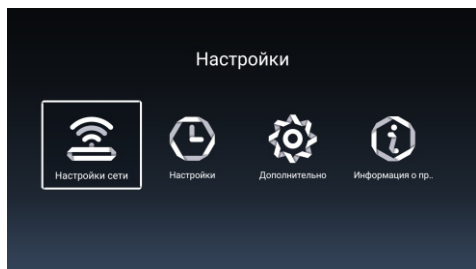 Настройки
Настройки сети
Настройки
Дополнительно
Информация о пр..